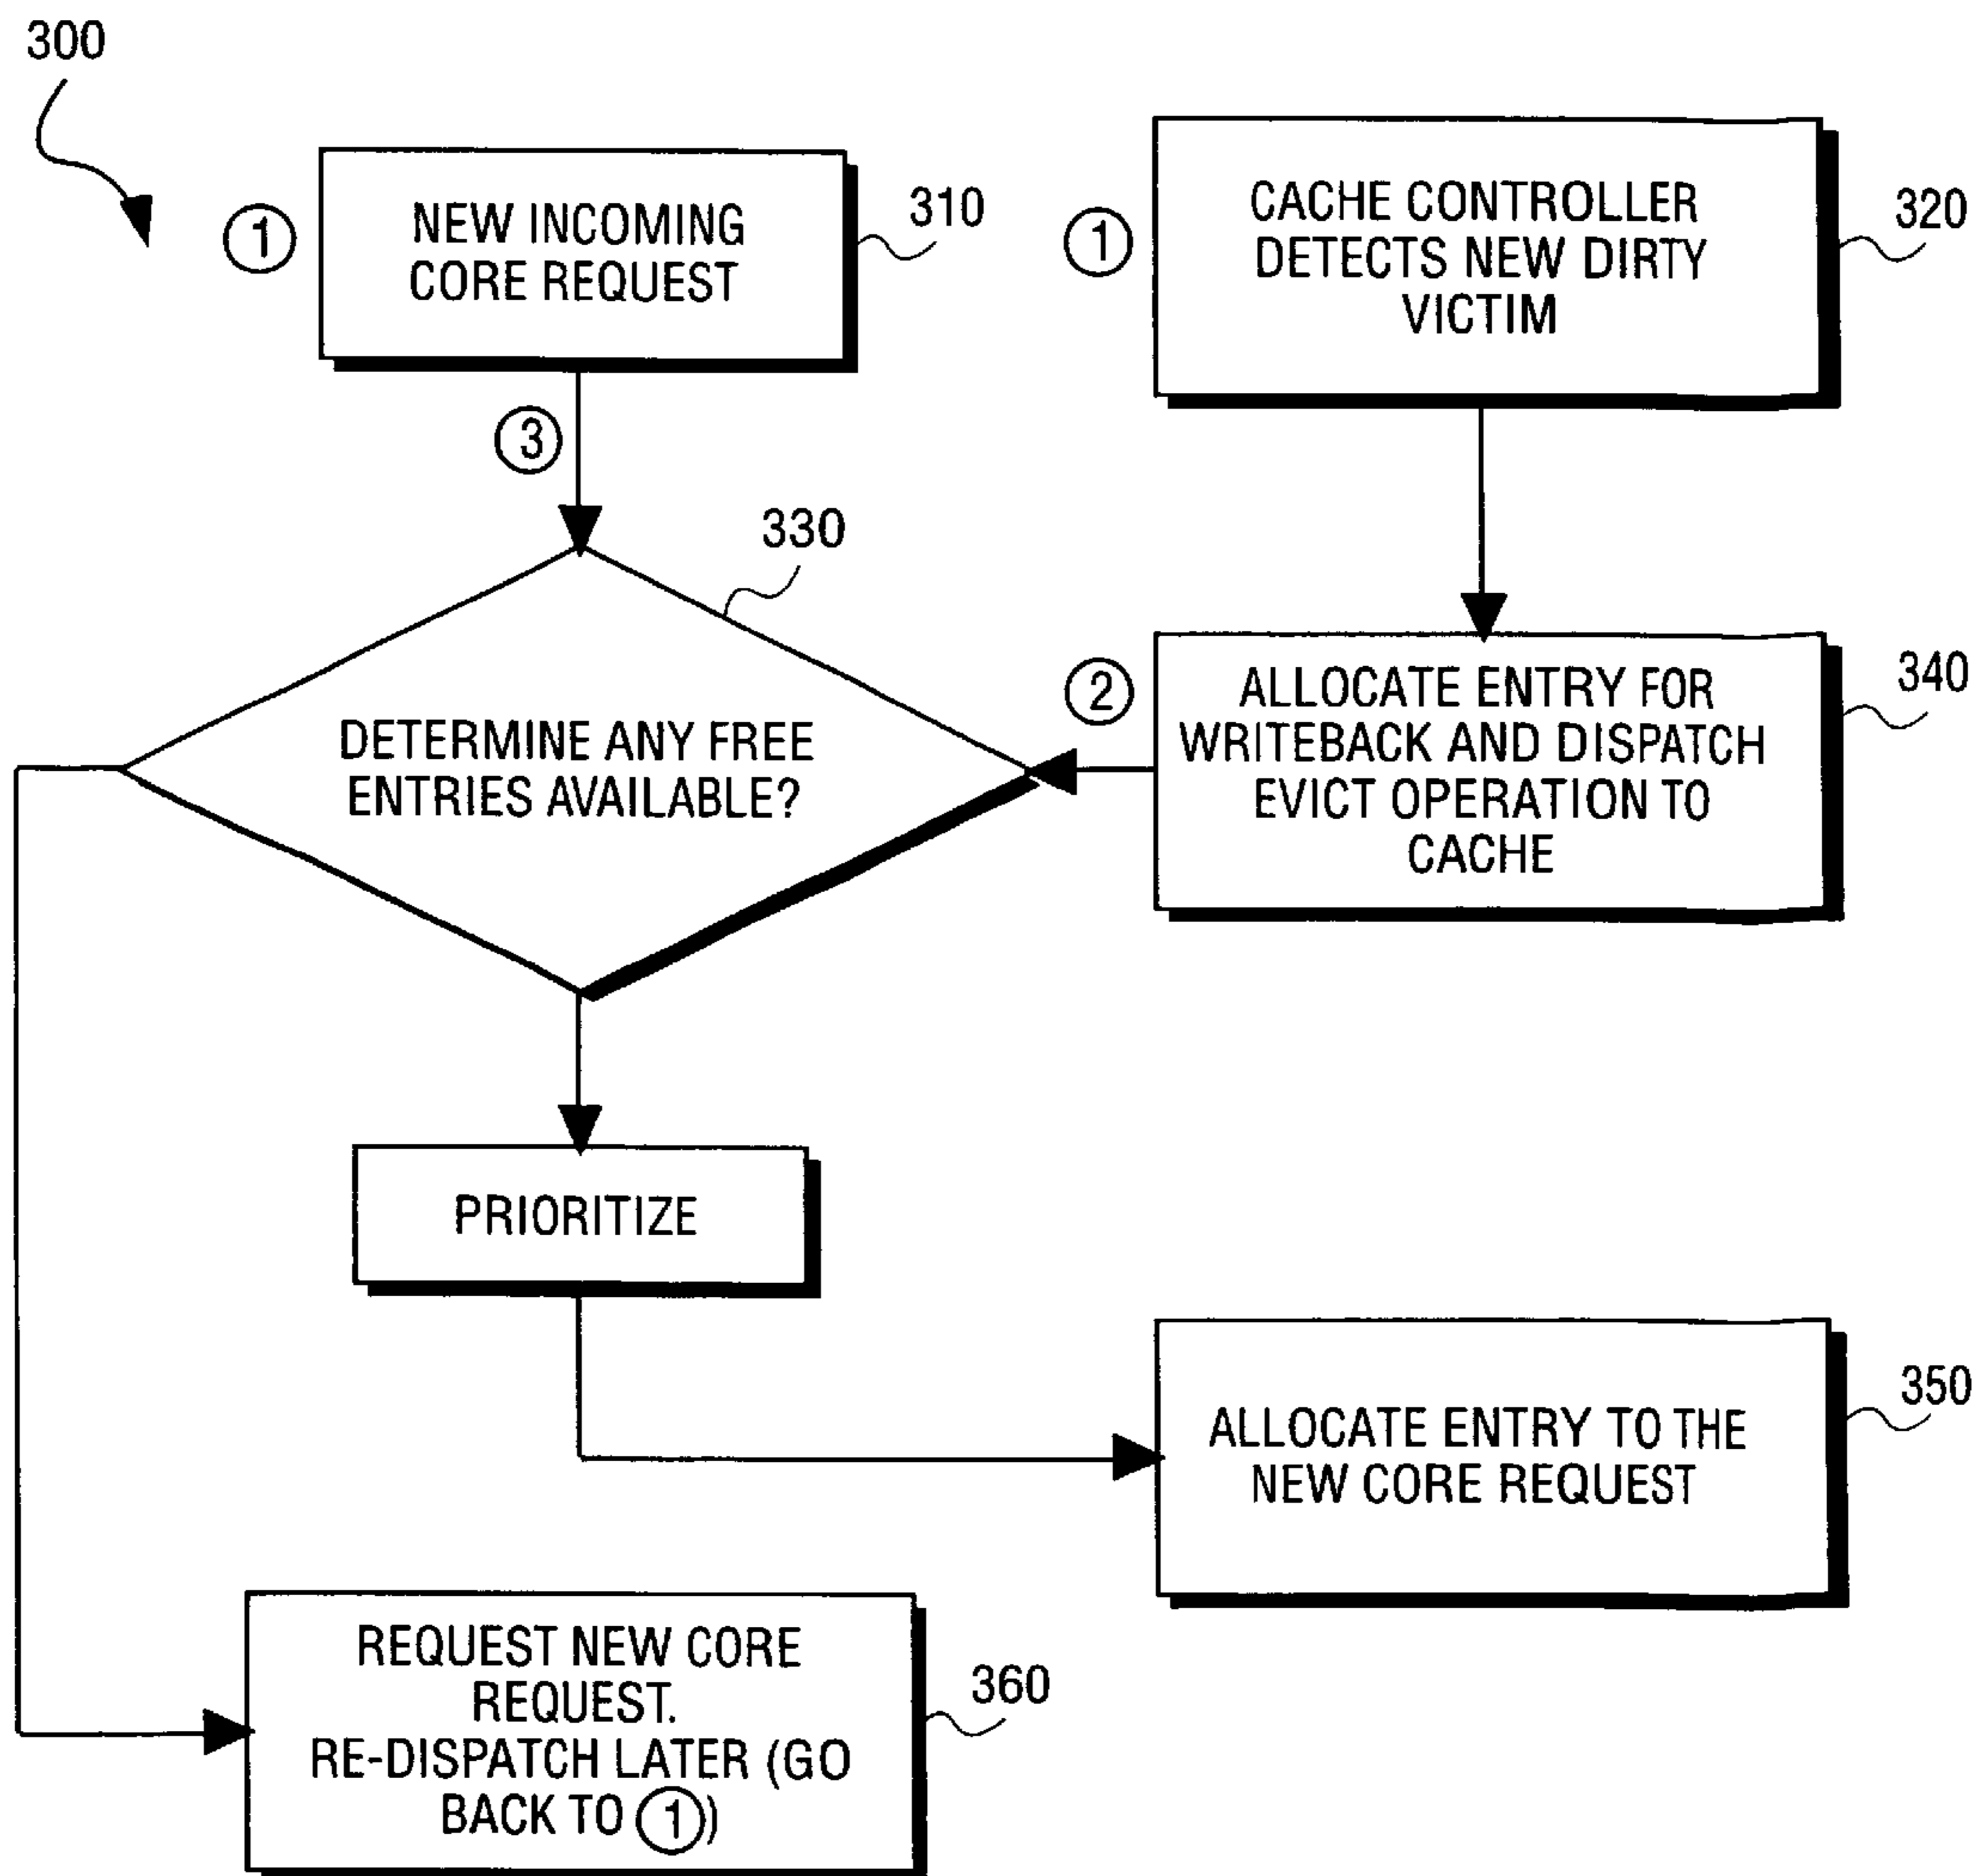 300
①
NEW INCOMING
CORE REQUEST
310
①
CACHE CONTROLLER
DETECTS NEW DIRTY
VICTIM
320
③
330
DETERMINE ANY FREE
ENTRIES AVAILABLE?
②
ALLOCATE ENTRY FOR
WRITEBACK AND DISPATCH
EVICT OPERATION TO
CACHE
340
PRIORITIZE
ALLOCATE ENTRY TO THE
NEW CORE REQUEST
350
REQUEST NEW CORE
REQUEST.
RE-DISPATCH LATER (GO
BACK TO ①)
360